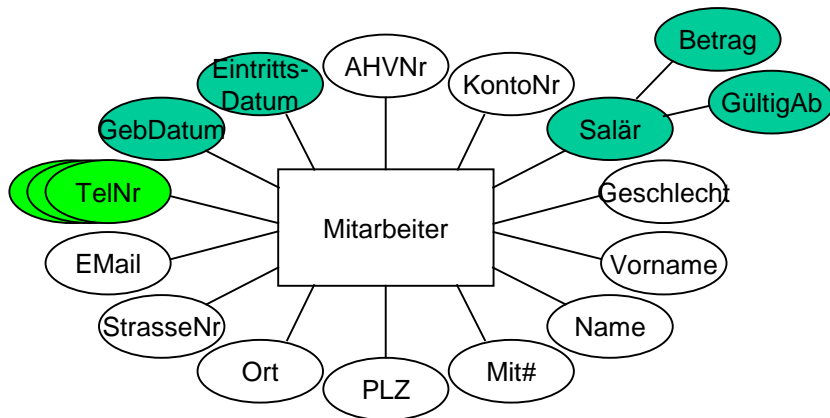 Betrag
Eintritts-
Datum
AHVNr
KontoNr
GültigAb
GebDatum
Salär
TelNr
Geschlecht
Mitarbeiter
EMail
Vorname
StrasseNr
Name
Ort
PLZ
Mit#